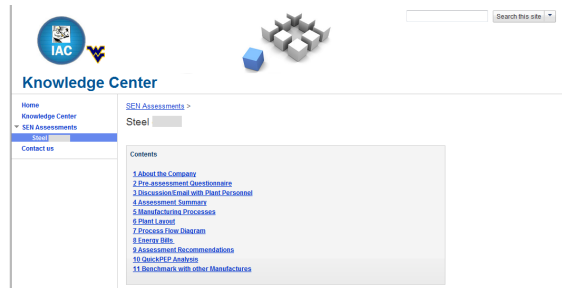 Search this site
IAC
Knowledge Center
Home
Knowledge Center
SEN Assessments
Steel
Contact us
SEN Assessments >
Steel
Contents
1 About the Company
2 Pre-assessment Questionnaire
3 Discussion/Email with Plant Personnel
4 Assessment Summary
5 Manufacturing Processes
6 Plant Layout
7 Process Flow Diagram
8 Energy Bills
9 Assessment Recommendations
10 QuickPEP Analysis
11 Benchmark with other Manufactures